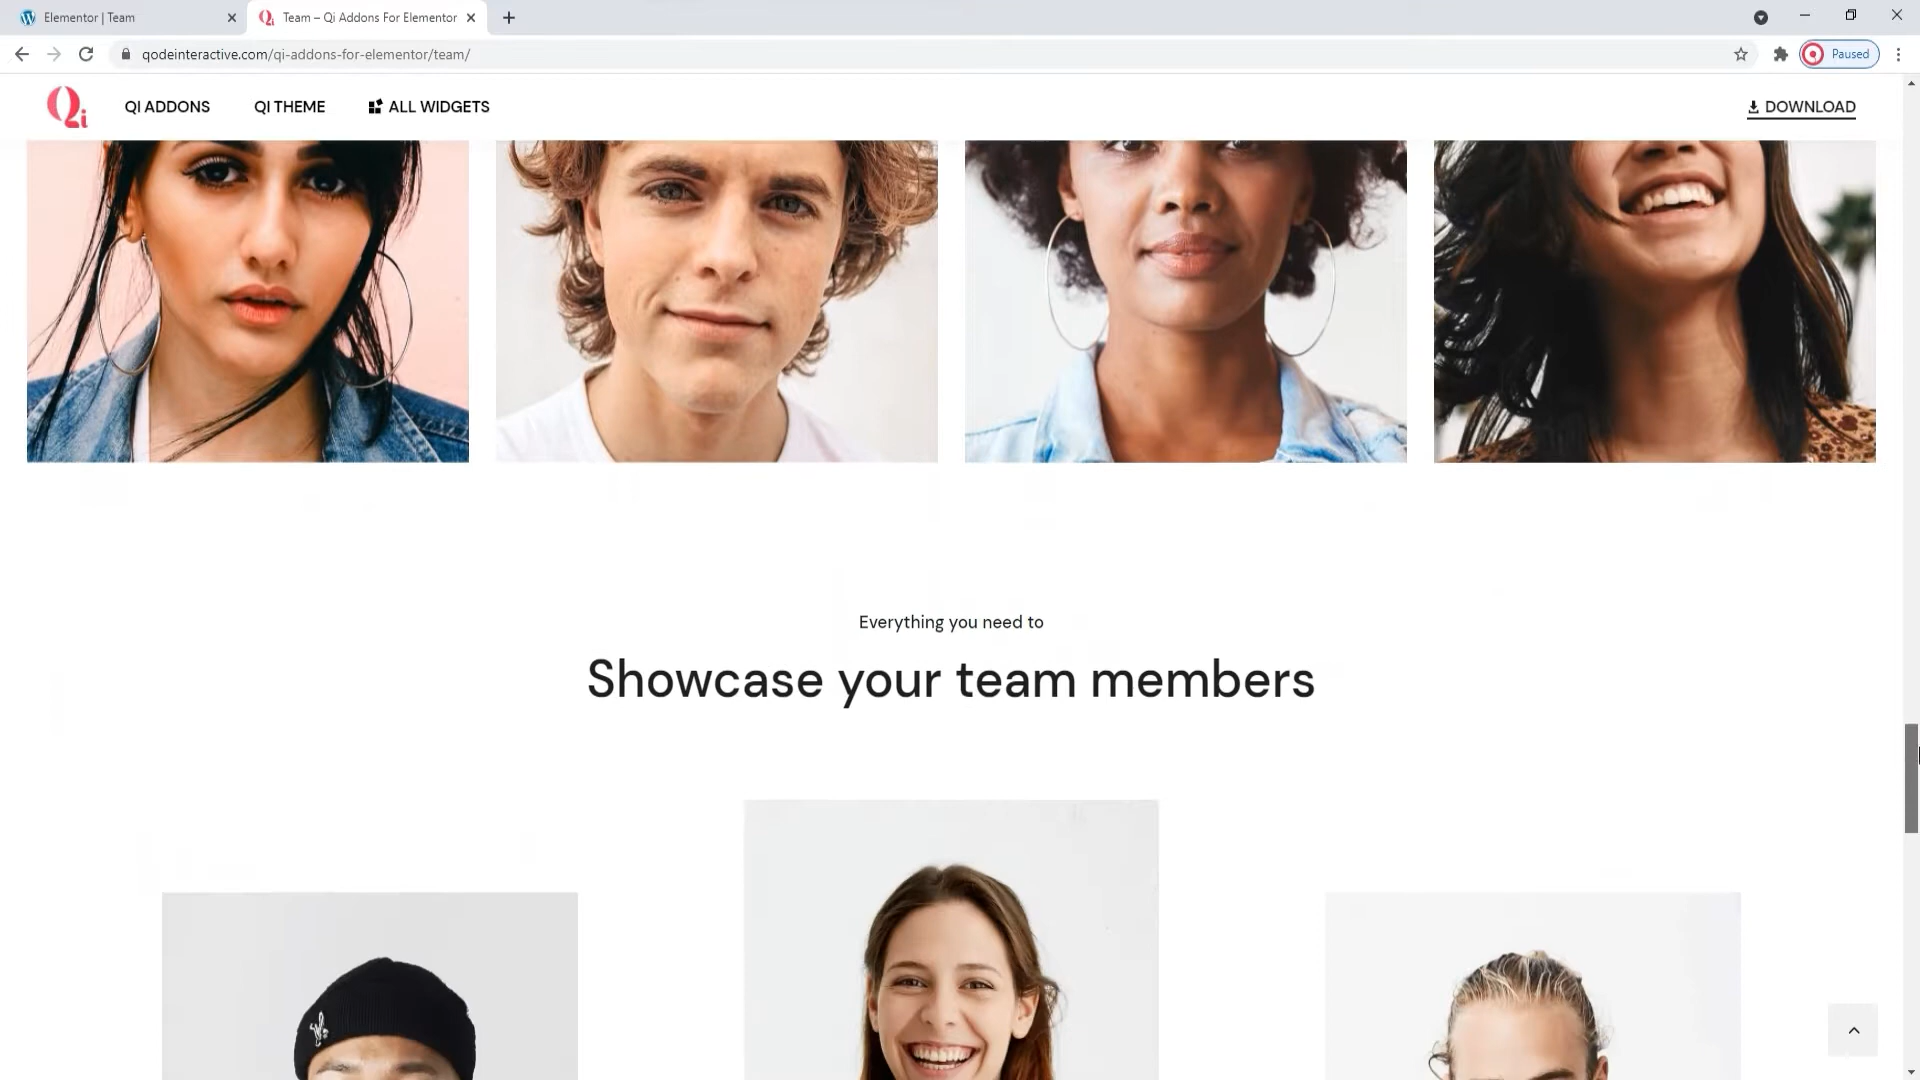 Elementor | Team
Team – Qi Addons For Elementor
qodeinteractive.com/qi-addons-for-elementor/team/
Paused
Qi
QI ADDONS
QI THEME
ALL WIDGETS
DOWNLOAD
Everything you need to
Showcase your team members